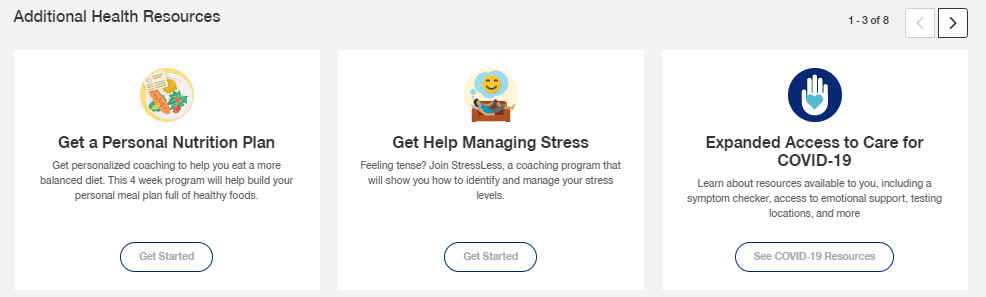 Additional Health Resources
1 - 3 of 8
Get a Personal Nutrition Plan
Get personalized coaching to help you eat a more
balanced diet. This 4 week program will help build your
personal meal plan full of healthy foods.
Get Started
Get Help Managing Stress
Feeling tense? Join StressLess, a coaching program that
will show you how to identify and manage your stress
levels.
Get Started
Expanded Access to Care for
COVID-19
Learn about resources available to you, including a
symptom checker, access to emotional support, testing
locations, and more
See COVID-19 Resources